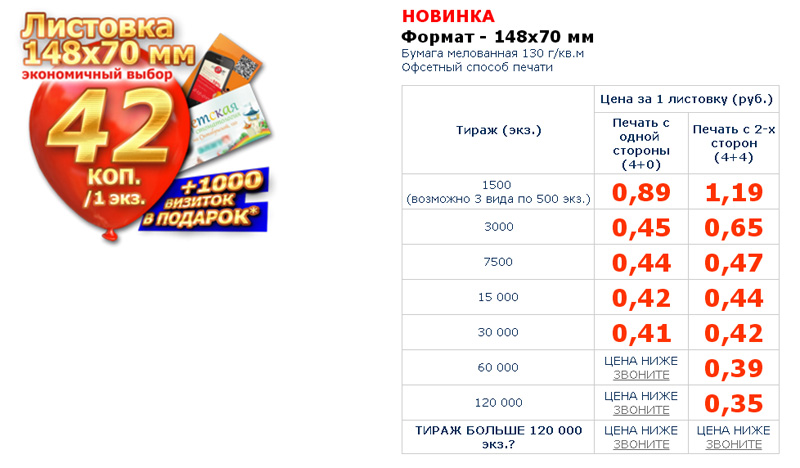 Листовка
148х70 мм
экономичный выбор
42
КОП.
/1 экз.
+1000
ВИЗИТОК
В ПОДАРОК*
НОВИНКА
Формат - 148х70 мм
Бумага мелованная 130 г/кв.м
Офсетный способ печати
Тираж (экз.)
Цена за 1 листовку (руб.)
Печать с
одной
стороны
(4+0)
Печать с 2-х
сторон
(4+4)
1500
(возможно 3 вида по 500 экз.)
0,89
1,19
3000
0,45
0,65
7500
0,44
0,47
15 000
0,42
0,44
30 000
0,41
0,42
60 000
ЦЕНА НИЖЕ
ЗВОНИТЕ
0,39
120 000
ЦЕНА НИЖЕ
ЗВОНИТЕ
0,35
ТИРАЖ БОЛЬШЕ 120 000
экз.?
ЦЕНА НИЖЕ
ЗВОНИТЕ
ЦЕНА НИЖЕ
ЗВОНИТЕ